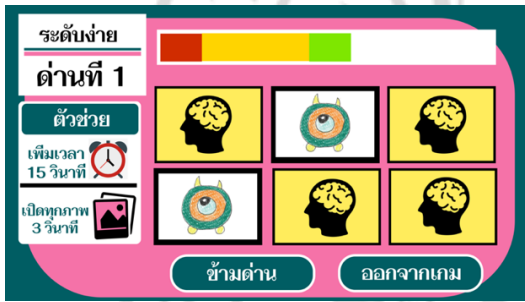 ระดับง่าย
ด่านที่ 1
ตัวช่วย
เพิ่มเวลา
15 วินาที
เปิดทุกภาพ
3 วินาที
ข้ามด่าน
ออกจากเกม